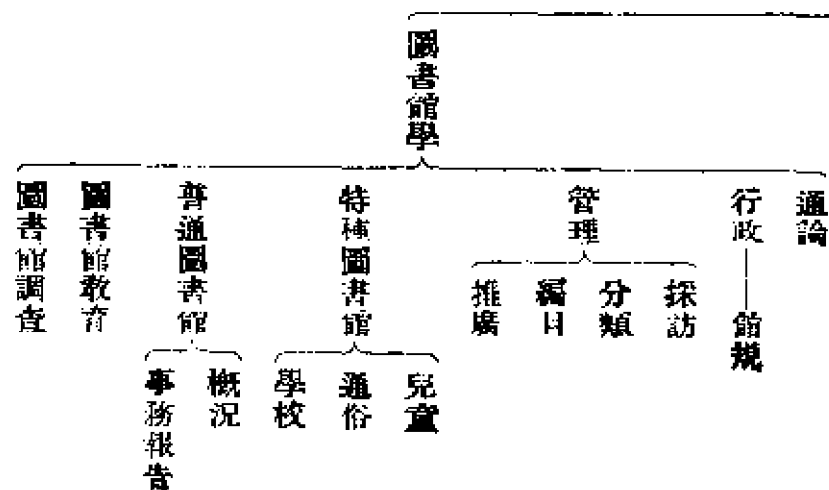 圖書館學
通論
行政
館規
管理
採訪
分類
編目
推廣
特種圖書館
兒童
通俗
學校
普通圖書館
概況
事務報告
圖書館教育
圖書館調查